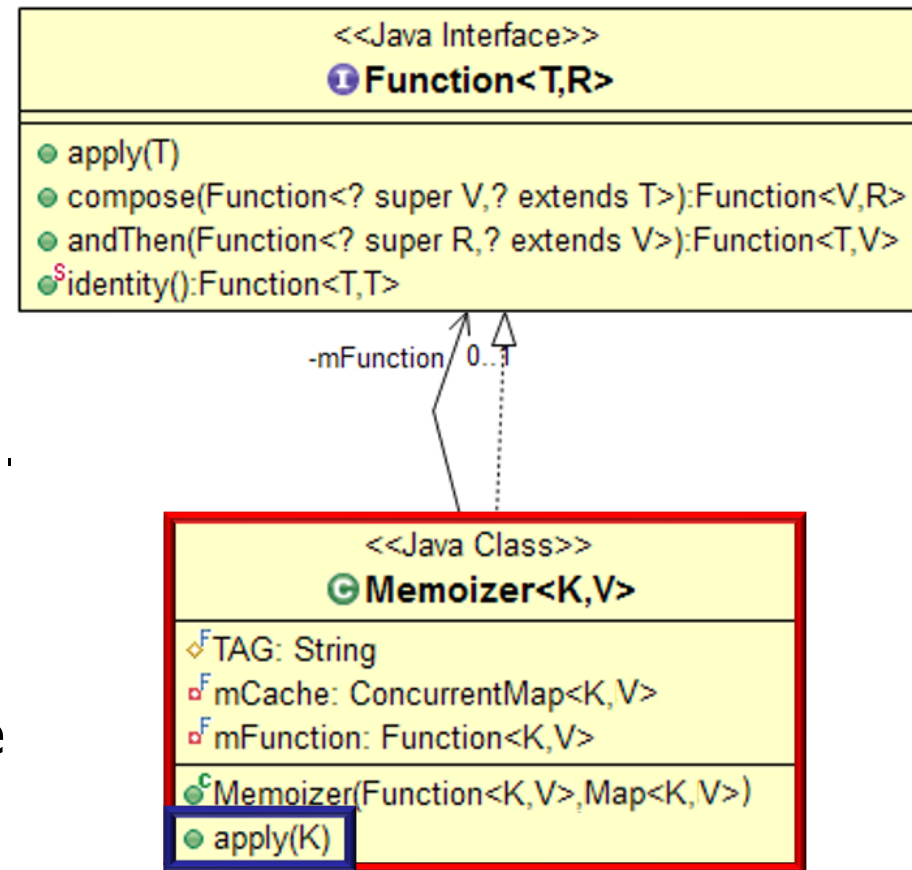 <<Java Interface>>
I Function<T,R>
apply(T)
compose(Function<? super V,? extends T>):Function<V,R>
andThen(Function<? super R,? extends V>):Function<T,V>
S identity():Function<T,T>
-mFunction 0..1
<<Java Class>>
C Memoizer<K,V>
F TAG: String
F mCache: ConcurrentMap<K,V>
F mFunction: Function<K,V>
C Memoizer(Function<K,V>,Map<K,V>)
e
apply(K)